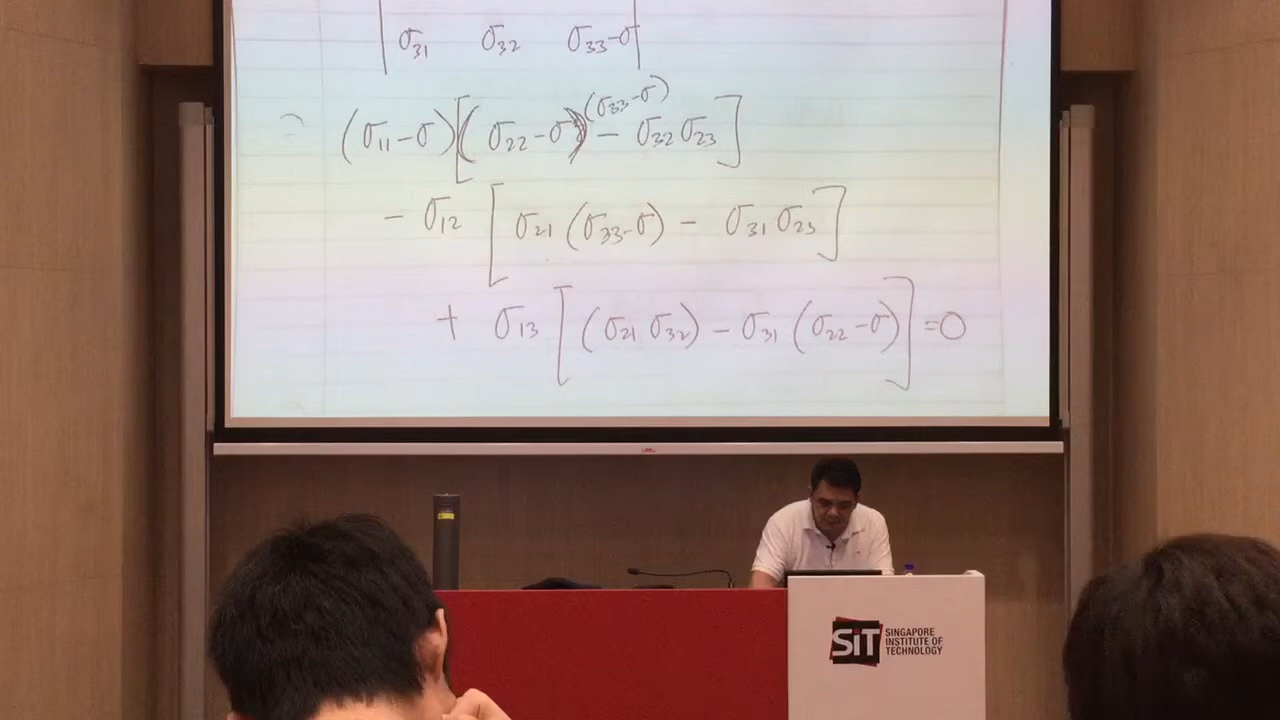 σ31 σ32 σ33-σ
= (σ11-σ)[(σ22-σ)(σ33-σ) - σ32 σ23]
- σ12 [σ21 (σ33-σ) - σ31 σ23]
+ σ13 [(σ21 σ32) - σ31 (σ22-σ)] =0
SiT SINGAPORE
INSTITUTE OF
TECHNOLOGY